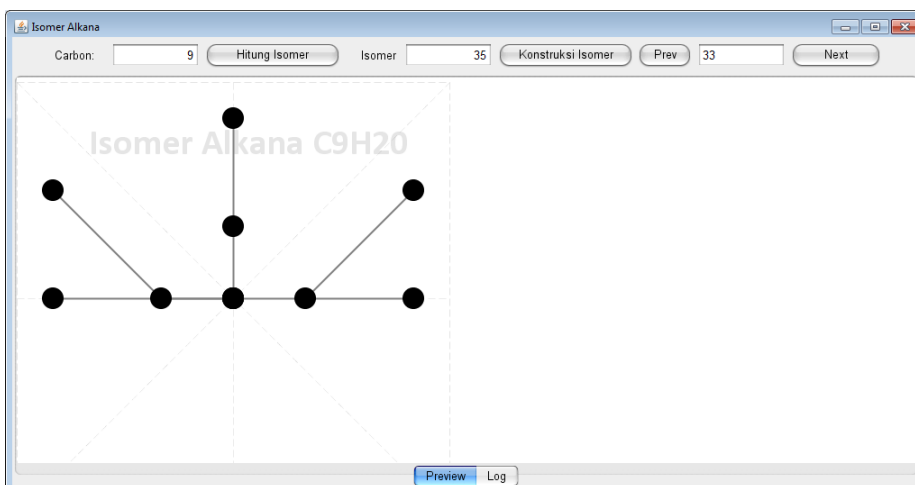 Isomer Alkana
Carbon: 9 Hitung Isomer Isomer 35 Konstruksi Isomer Prev 33 Next
Isomer Alkana C9H20
Preview Log